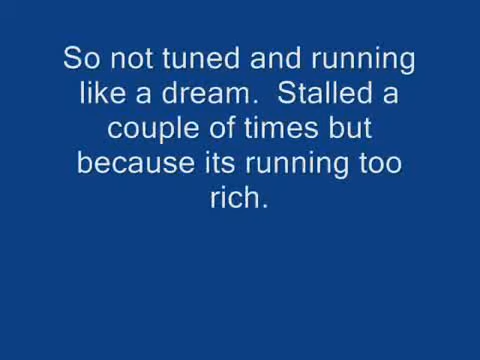 So not tuned and running
like a dream.  Stalled a
couple of times but
because its running too
rich.